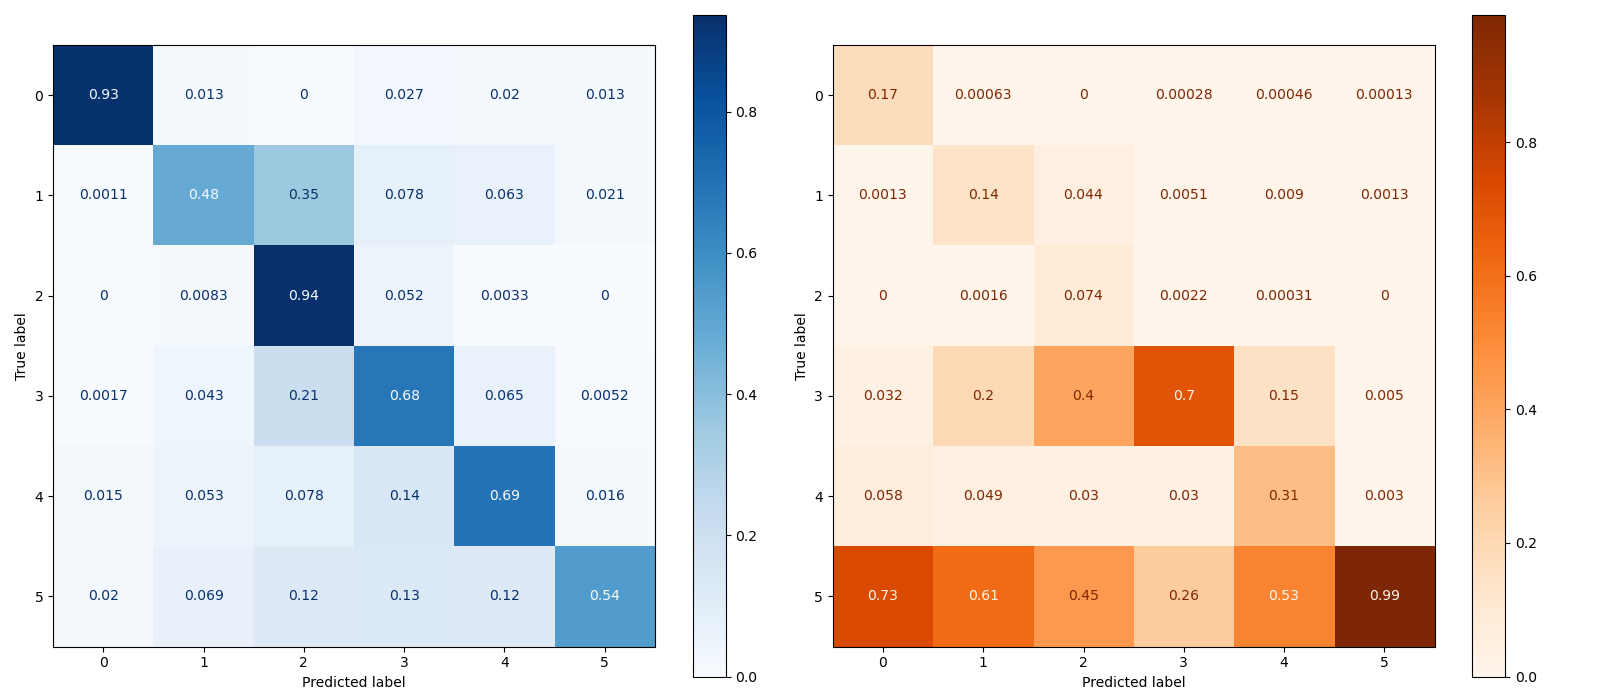 0 0.93 0.013 0 0.027 0.02 0.013
1 0.0011 0.48 0.35 0.078 0.063 0.021
2 0 0.0083 0.94 0.052 0.0033 0
3 0.0017 0.043 0.21 0.68 0.065 0.0052
4 0.015 0.053 0.078 0.14 0.69 0.016
5 0.02 0.069 0.12 0.13 0.12 0.54
0 1 2 3 4 5
True label
Predicted label
0.8
0.6
0.4
0.2
0.0
0 0.17 0.00063 0 0.00028 0.00046 0.00013
1 0.0013 0.14 0.044 0.0051 0.009 0.0013
2 0 0.0016 0.074 0.0022 0.00031 0
3 0.032 0.2 0.4 0.7 0.15 0.005
4 0.058 0.049 0.03 0.03 0.31 0.003
5 0.73 0.61 0.45 0.26 0.53 0.99
0 1 2 3 4 5
True label
Predicted label
0.8
0.6
0.4
0.2
0.0